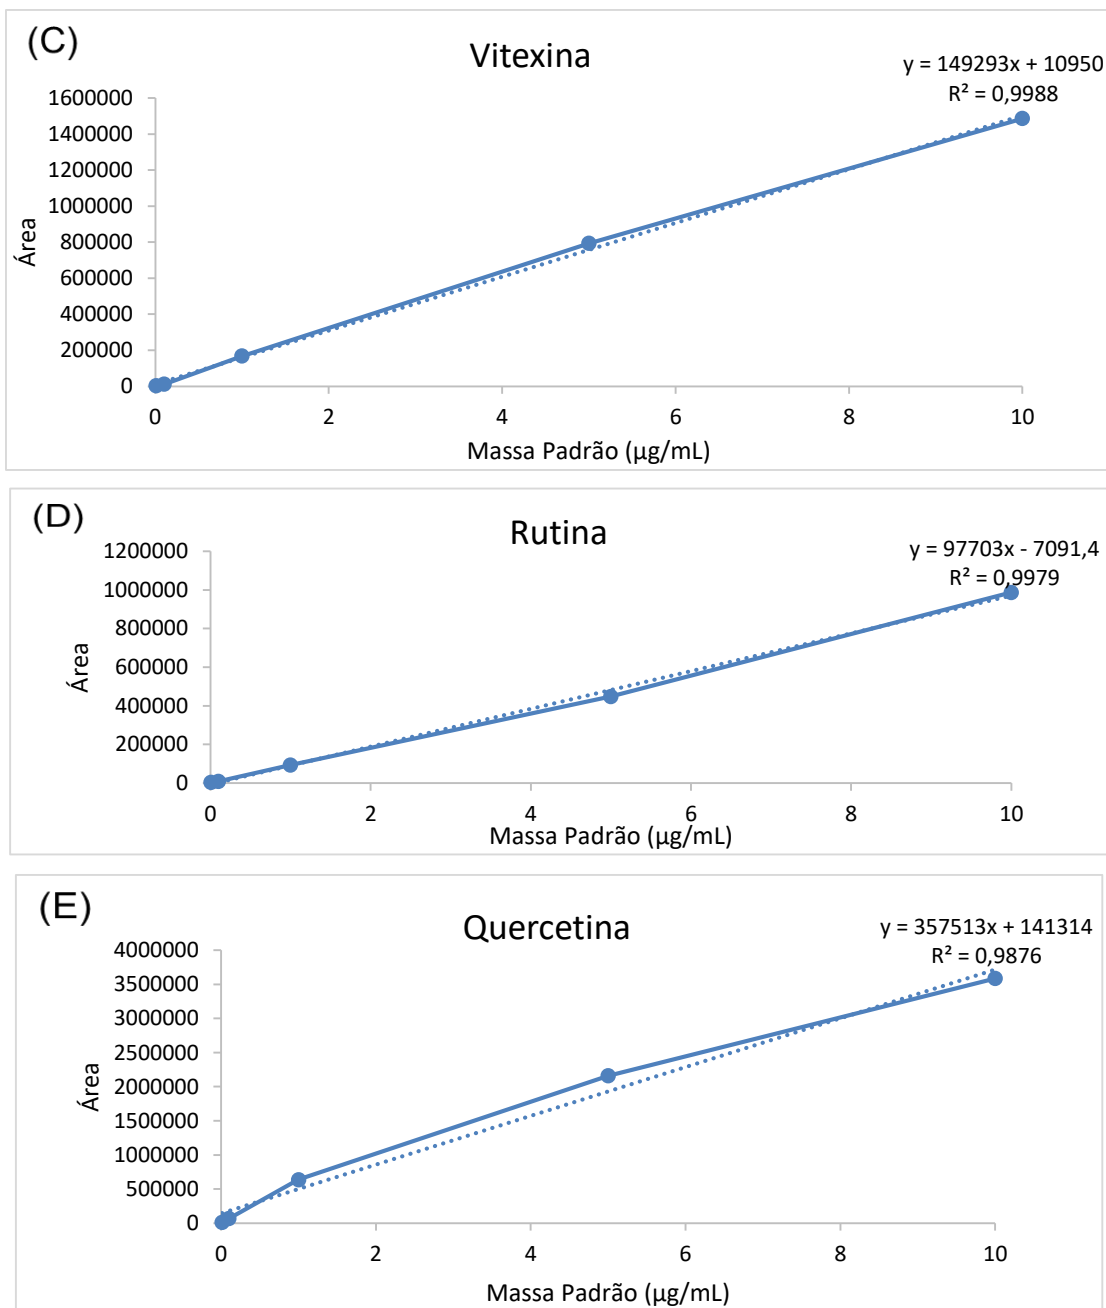 (C)
Vitexina
y = 149293x + 10950
R² = 0,9988
1600000
1400000
1200000
1000000
800000
600000
400000
200000
0
Área
0 2 4 6 8 10
Massa Padrão (µg/mL)
(D)
Rutina
y = 97703x - 7091,4
R² = 0,9979
1200000
1000000
800000
600000
400000
200000
0
Área
0 2 4 6 8 10
Massa Padrão (µg/mL)
(E)
Quercetina
y = 357513x + 141314
R² = 0,9876
4000000
3500000
3000000
2500000
2000000
1500000
1000000
500000
0
Área
0 2 4 6 8 10
Massa Padrão (µg/mL)